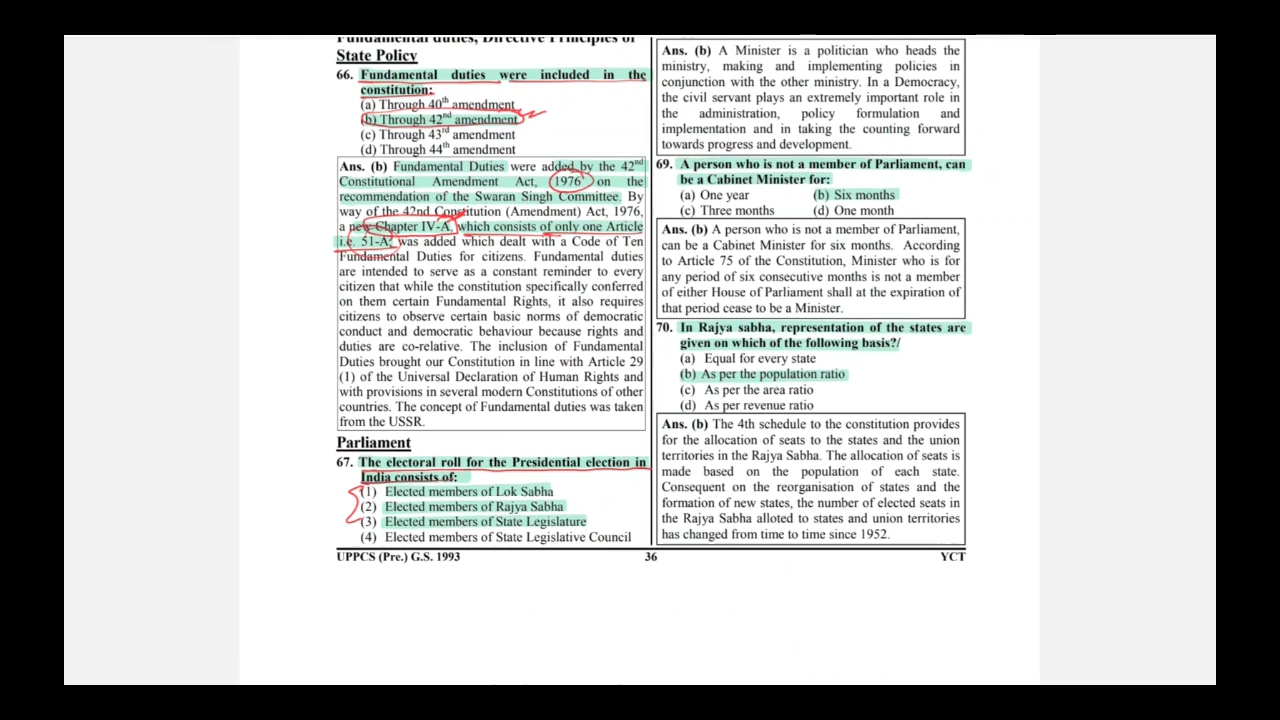 Fundamental duties, Directive Principles of
State Policy
66. Fundamental duties were included in the
constitution:
(a) Through 40th amendment
(b) Through 42nd amendment
(c) Through 43rd amendment
(d) Through 44th amendment
Ans. (b) Fundamental Duties were added by the 42nd
Constitutional Amendment Act, 1976 on the
recommendation of the Swaran Singh Committee. By
way of the 42nd Constitution (Amendment) Act, 1976,
a new Chapter IV-A, which consists of only one Article
i.e. 51-A, was added which dealt with a Code of Ten
Fundamental Duties for citizens. Fundamental duties
are intended to serve as a constant reminder to every
citizen that while the constitution specifically conferred
on them certain Fundamental Rights, it also requires
citizens to observe certain basic norms of democratic
conduct and democratic behaviour because rights and
duties are co-relative. The inclusion of Fundamental
Duties brought our Constitution in line with Article 29
(1) of the Universal Declaration of Human Rights and
with provisions in several modern Constitutions of other
countries. The concept of Fundamental duties was taken
from the USSR.
Parliament
67. The electoral roll for the Presidential election in
India consists of:
(1) Elected members of Lok Sabha
(2) Elected members of Rajya Sabha
(3) Elected members of State Legislature
(4) Elected members of State Legislative Council
Ans. (b) A Minister is a politician who heads the
ministry, making and implementing policies in
conjunction with the other ministry. In a Democracy,
the civil servant plays an extremely important role in
the administration, policy formulation and
implementation and in taking the counting forward
towards progress and development.
69. A person who is not a member of Parliament, can
be a Cabinet Minister for:
(a) One year (b) Six months
(c) Three months (d) One month
Ans. (b) A person who is not a member of Parliament,
can be a Cabinet Minister for six months. According
to Article 75 of the Constitution, Minister who is for
any period of six consecutive months is not a member
of either House of Parliament shall at the expiration of
that period cease to be a Minister.
70. In Rajya sabha, representation of the states are
given on which of the following basis?/
(a) Equal for every state
(b) As per the population ratio
(c) As per the area ratio
(d) As per revenue ratio
Ans. (b) The 4th schedule to the constitution provides
for the allocation of seats to the states and the union
territories in the Rajya Sabha. The allocation of seats is
made based on the population of each state.
Consequent on the reorganisation of states and the
formation of new states, the number of elected seats in
the Rajya Sabha alloted to states and union territories
has changed from time to time since 1952.
UPPCS (Pre.) G.S. 1993 36 YCT